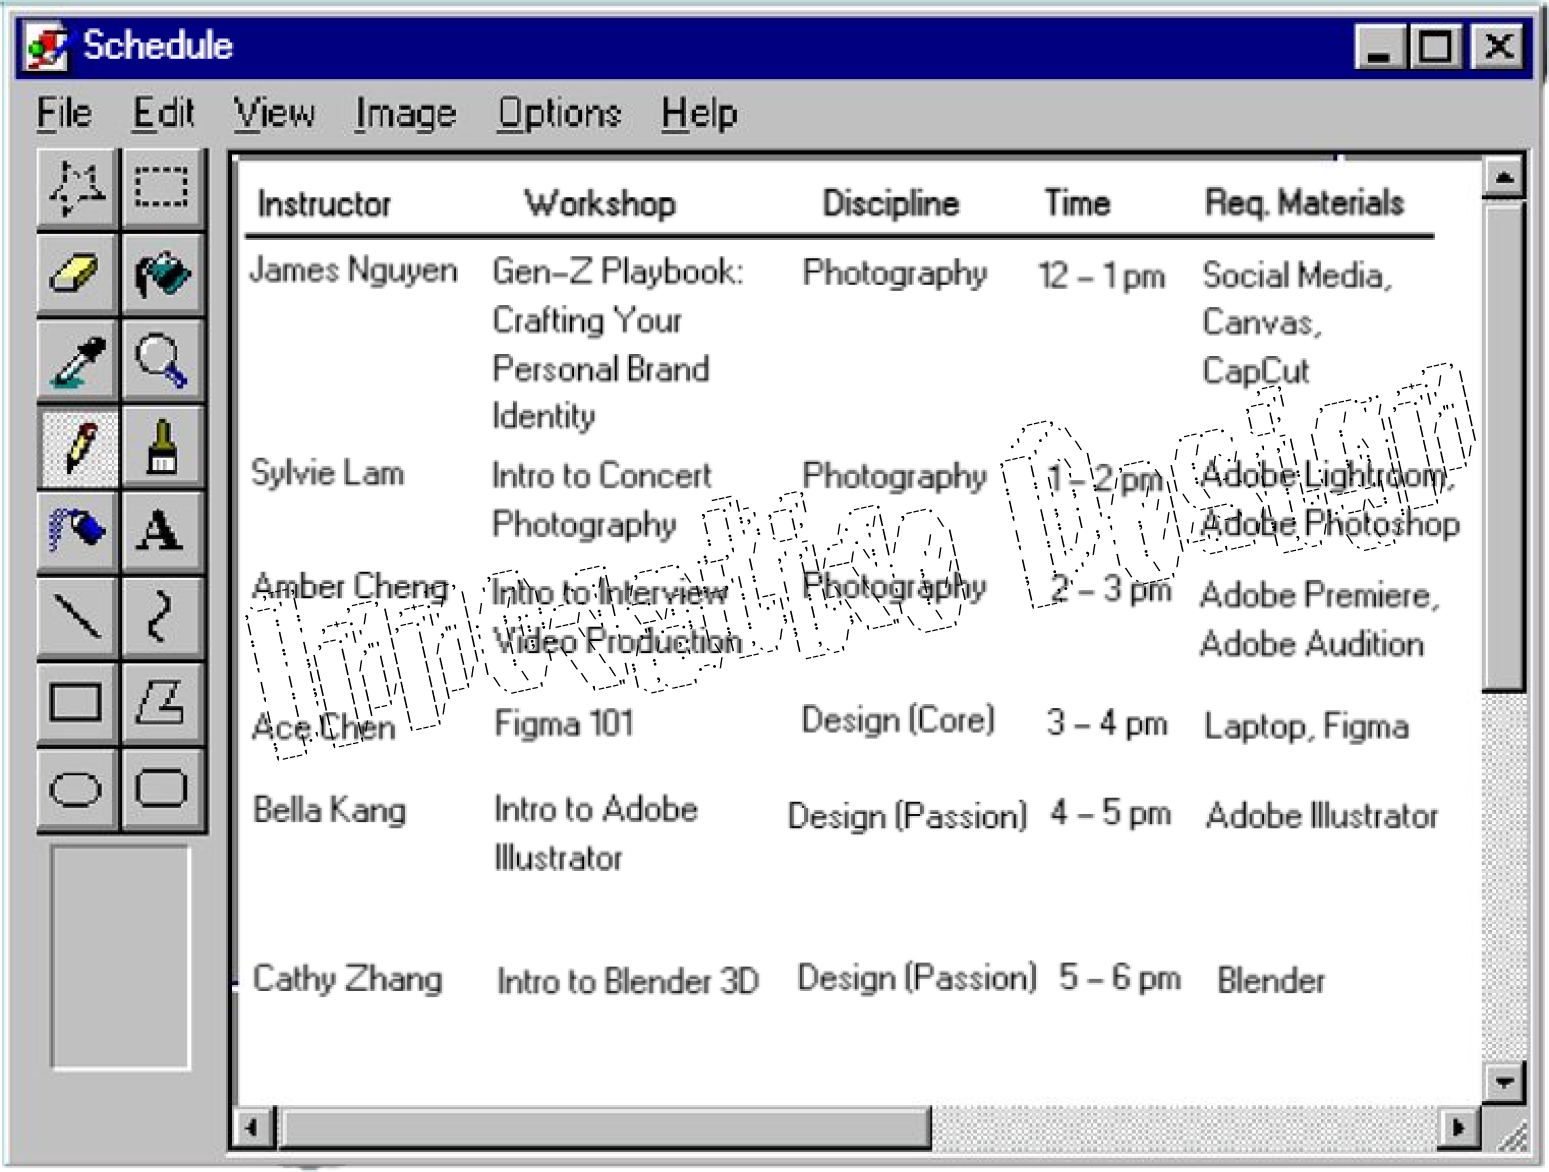 Schedule
File Edit View Image Options Help
Instructor Workshop Discipline Time Req. Materials
James Nguyen Gen-Z Playbook: Photography 12 – 1 pm Social Media,
Crafting Your Canvas,
Personal Brand CapCut
Identity
Sylvie Lam Intro to Concert Photography 1 – 2 pm Adobe Lightroom,
Photography Adobe Photoshop
Amber Cheng Intro to Interview Photography 2 – 3 pm Adobe Premiere,
Video Production Adobe Audition
Innovative Design
Ace Chen Figma 101 Design (Core) 3 – 4 pm Laptop, Figma
Bella Kang Intro to Adobe Design (Passion) 4 – 5 pm Adobe Illustrator
Illustrator
Cathy Zhang Intro to Blender 3D Design (Passion) 5 – 6 pm Blender
A